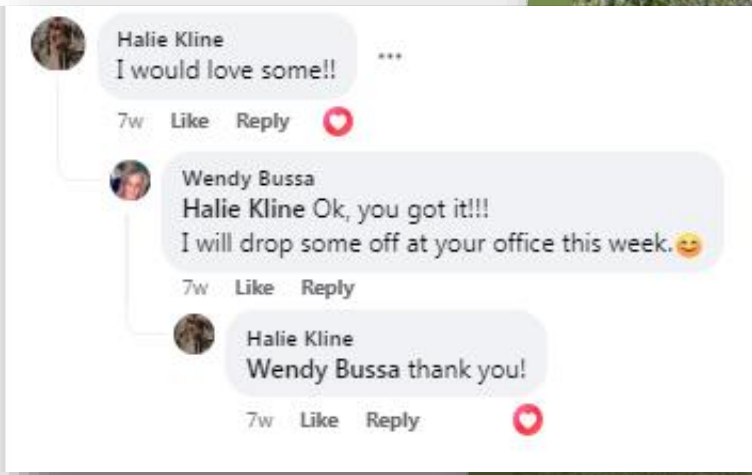 Halie Kline
I would love some!!
7w Like Reply
Wendy Bussa
Halie Kline Ok, you got it!!!
I will drop some off at your office this week.😊
7w Like Reply
Halie Kline
Wendy Bussa thank you!
7w Like Reply